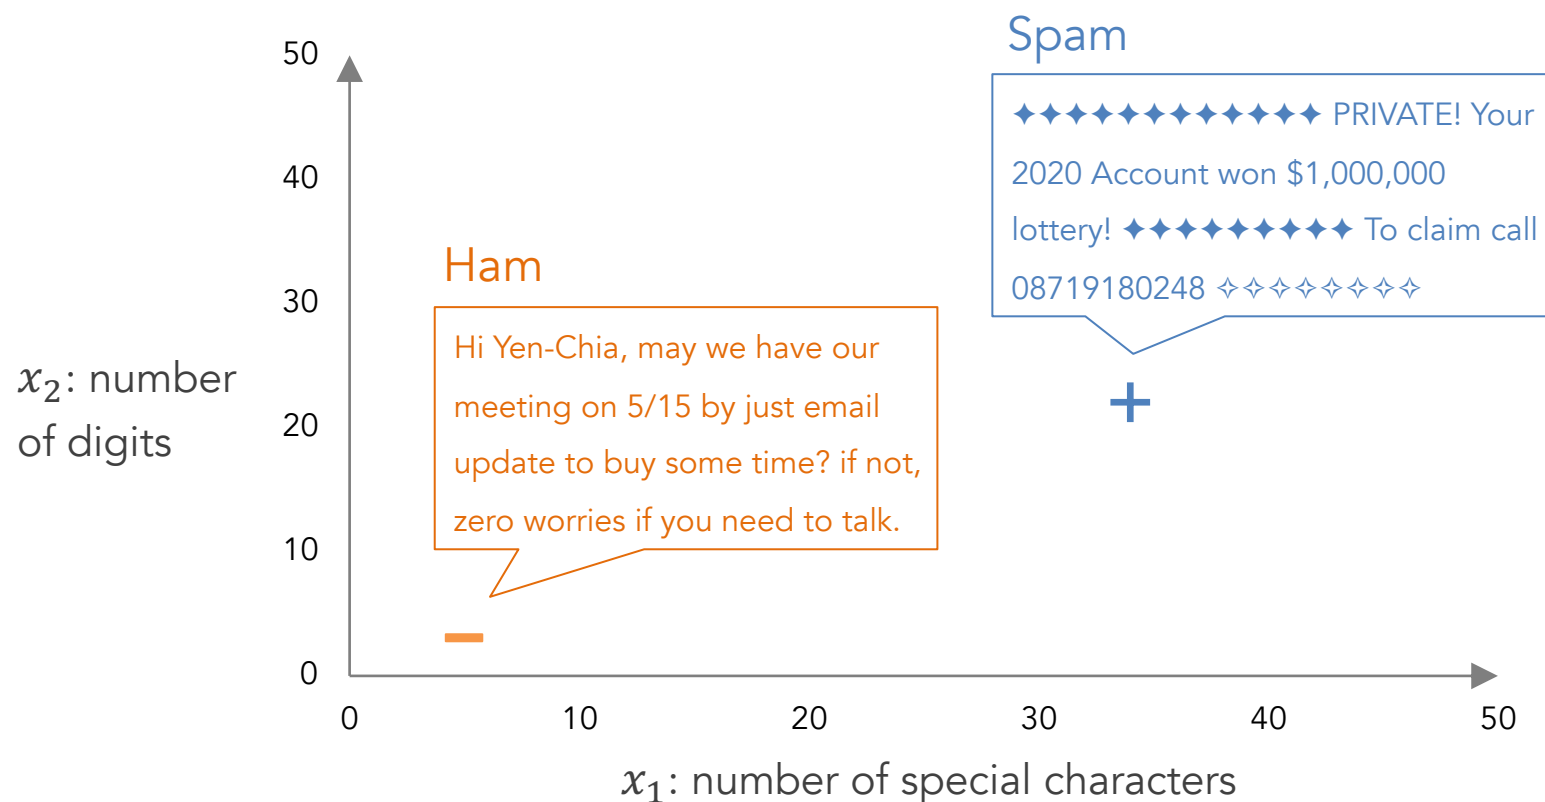 Spam
✦✦✦✦✦✦✦✦✦✦✦✦ PRIVATE! Your
2020 Account won $1,000,000
lottery! ✦✦✦✦✦✦✦✦✦ To claim call
08719180248 ✧✧✧✧✧✧✧✧
Ham
Hi Yen-Chia, may we have our
meeting on 5/15 by just email
update to buy some time? if not,
zero worries if you need to talk.
x₂: number
of digits
50
40
30
20
10
0
+
−
0 10 20 30 40 50
x₁: number of special characters